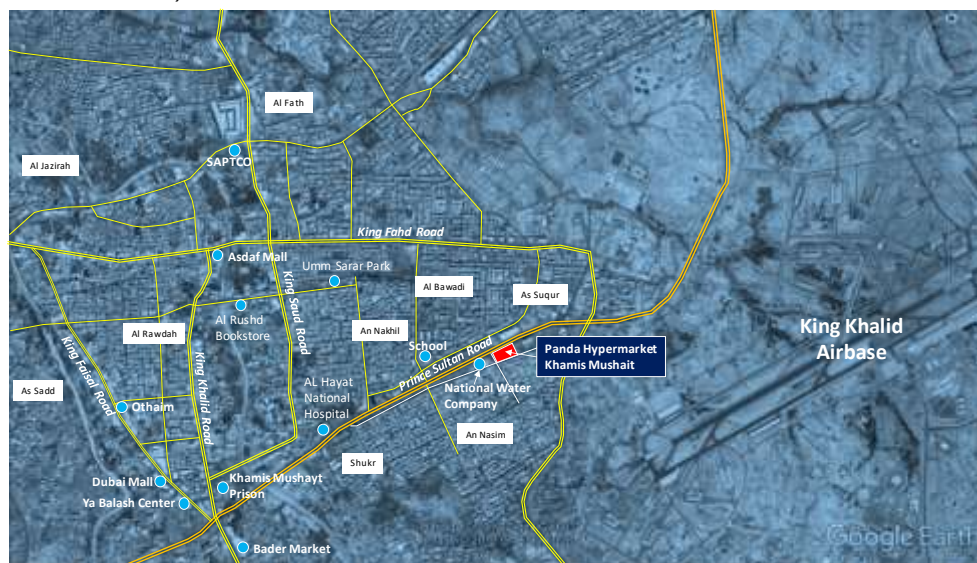 Al Fath
SAPTCO
Al Jazirah
King Fahd Road
Asdaf Mall
Umm Sarar Park
Al Bawadi
As Suqur
Al Rushd
Bookstore
King Saud Road
An Nakhil
Al Rawdah
King Khalid
Airbase
School
Prince Sultan Road
Panda Hypermarket
Khamis Mushait
King Faisal Road
King Khalid Road
As Sadd
AL Hayat
National
Hospital
National Water
Company
Othaim
An Nasim
Shukr
Dubai Mall
Khamis Mushayt
Prison
Ya Balash Center
Bader Market
Google Earth